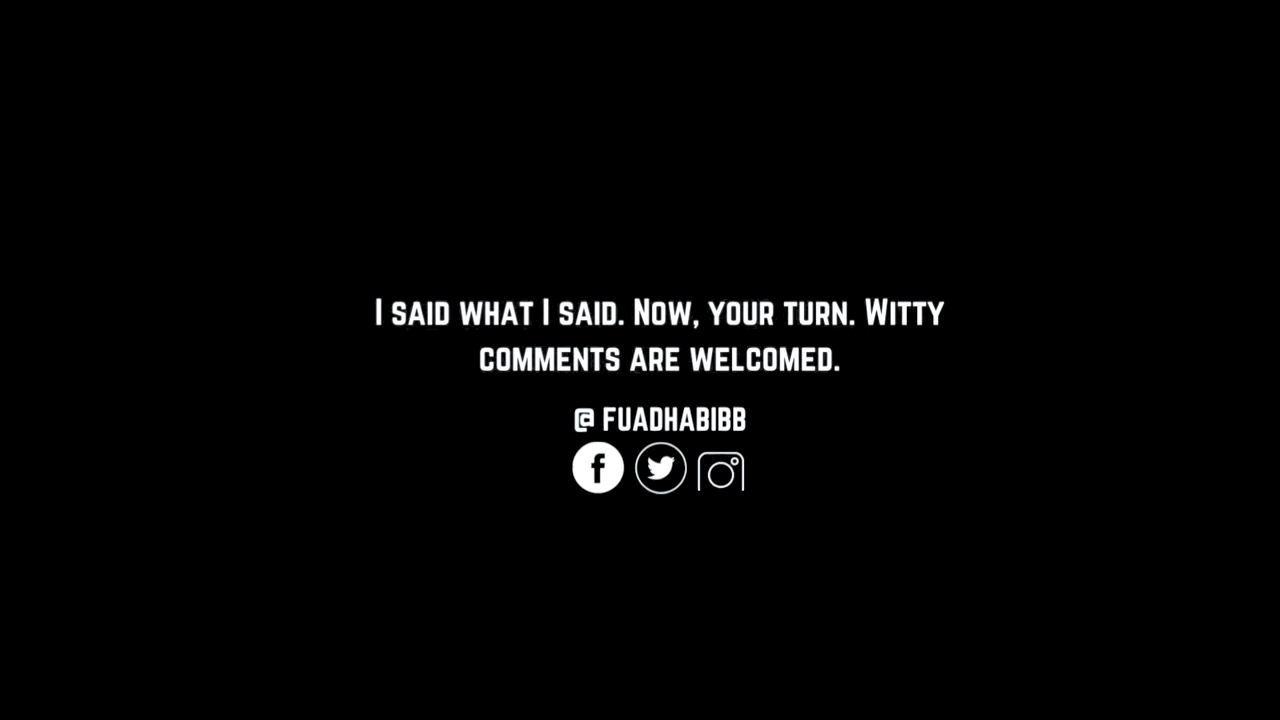 I said what I said. Now, your turn. Witty
comments are welcomed.
@ FUADHABIBB